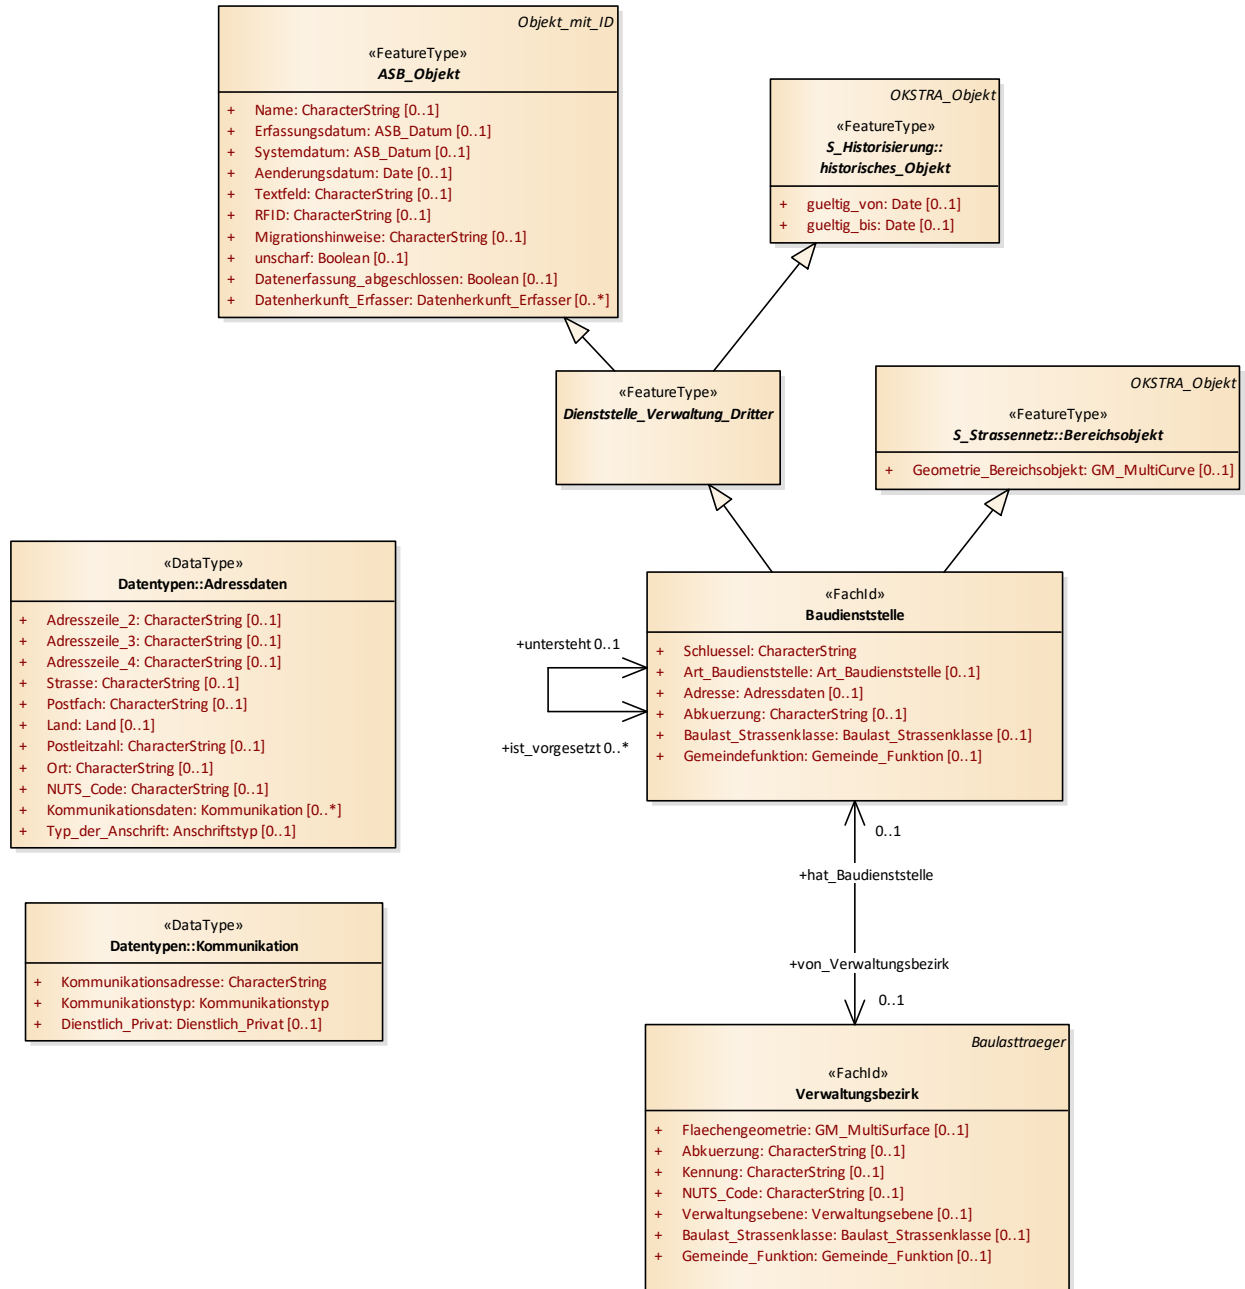 Objekt_mit_ID
«FeatureType»
ASB_Objekt
+ Name: CharacterString [0..1]
+ Erfassungsdatum: ASB_Datum [0..1]
+ Systemdatum: ASB_Datum [0..1]
+ Aenderungsdatum: Date [0..1]
+ Textfeld: CharacterString [0..1]
+ RFID: CharacterString [0..1]
+ Migrationshinweise: CharacterString [0..1]
+ unscharf: Boolean [0..1]
+ Datenerfassung_abgeschlossen: Boolean [0..1]
+ Datenherkunft_Erfasser: Datenherkunft_Erfasser [0..*]
OKSTRA_Objekt
«FeatureType»
S_Historisierung::
historisches_Objekt
+ gueltig_von: Date [0..1]
+ gueltig_bis: Date [0..1]
«FeatureType»
Dienststelle_Verwaltung_Dritter
OKSTRA_Objekt
«FeatureType»
S_Strassennetz::Bereichsobjekt
+ Geometrie_Bereichsobjekt: GM_MultiCurve [0..1]
«DataType»
Datentypen::Adressdaten
+ Adresszeile_2: CharacterString [0..1]
+ Adresszeile_3: CharacterString [0..1]
+ Adresszeile_4: CharacterString [0..1]
+ Strasse: CharacterString [0..1]
+ Postfach: CharacterString [0..1]
+ Land: Land [0..1]
+ Postleitzahl: CharacterString [0..1]
+ Ort: CharacterString [0..1]
+ NUTS_Code: CharacterString [0..1]
+ Kommunikationsdaten: Kommunikation [0..*]
+ Typ_der_Anschrift: Anschriftstyp [0..1]
«FachId»
Baudienststelle
+ Schluessel: CharacterString
+ Art_Baudienststelle: Art_Baudienststelle [0..1]
+ Adresse: Adressdaten [0..1]
+ Abkuerzung: CharacterString [0..1]
+ Baulast_Strassenklasse: Baulast_Strassenklasse [0..1]
+ Gemeindefunktion: Gemeinde_Funktion [0..1]
+untersteht 0..1
+ist_vorgesetzt 0..*
0..1
+hat_Baudienststelle
+von_Verwaltungsbezirk
0..1
«DataType»
Datentypen::Kommunikation
+ Kommunikationsadresse: CharacterString
+ Kommunikationstyp: Kommunikationstyp
+ Dienstlich_Privat: Dienstlich_Privat [0..1]
Baulasttraeger
«FachId»
Verwaltungsbezirk
+ Flaechengeometrie: GM_MultiSurface [0..1]
+ Abkuerzung: CharacterString [0..1]
+ Kennung: CharacterString [0..1]
+ NUTS_Code: CharacterString [0..1]
+ Verwaltungsebene: Verwaltungsebene [0..1]
+ Baulast_Strassenklasse: Baulast_Strassenklasse [0..1]
+ Gemeinde_Funktion: Gemeinde_Funktion [0..1]